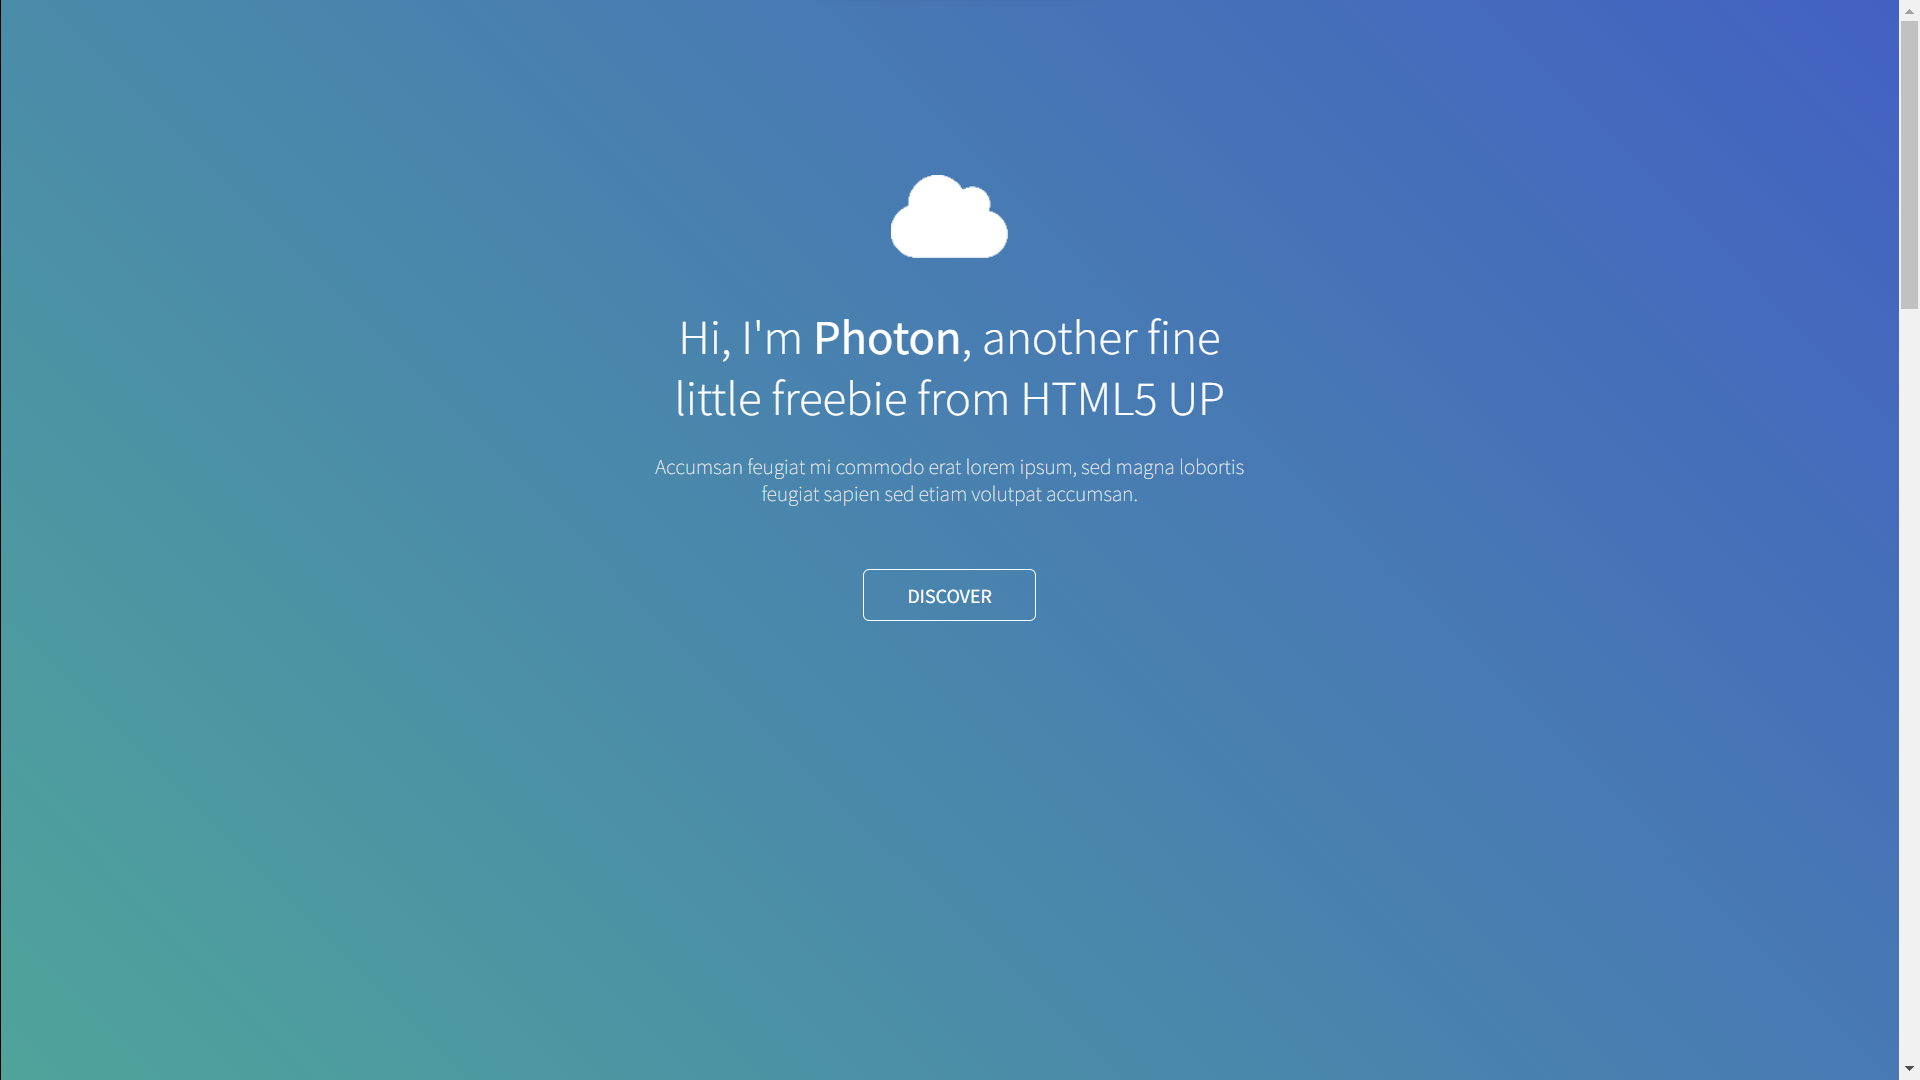 Hi, I'm Photon, another fine
little freebie from HTML5 UP
Accumsan feugiat mi commodo erat lorem ipsum, sed magna lobortis
feugiat sapien sed etiam volutpat accumsan.
DISCOVER